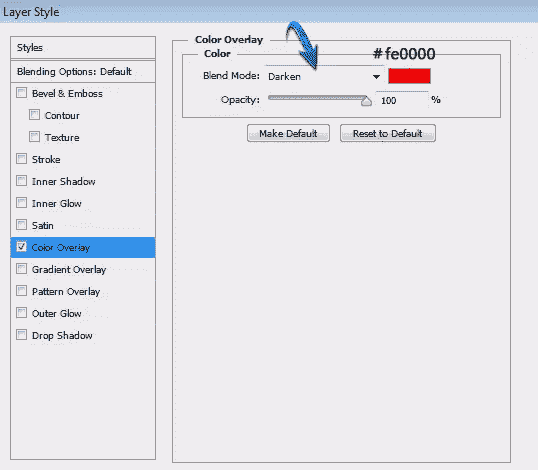 Layer Style
Styles
Blending Options: Default
Bevel & Emboss
Contour
Texture
Stroke
Inner Shadow
Inner Glow
Satin
Color Overlay
Gradient Overlay
Pattern Overlay
Outer Glow
Drop Shadow
Color Overlay
Color
#fe0000
Blend Mode: Darken
Opacity: 100 %
Make Default Reset to Default